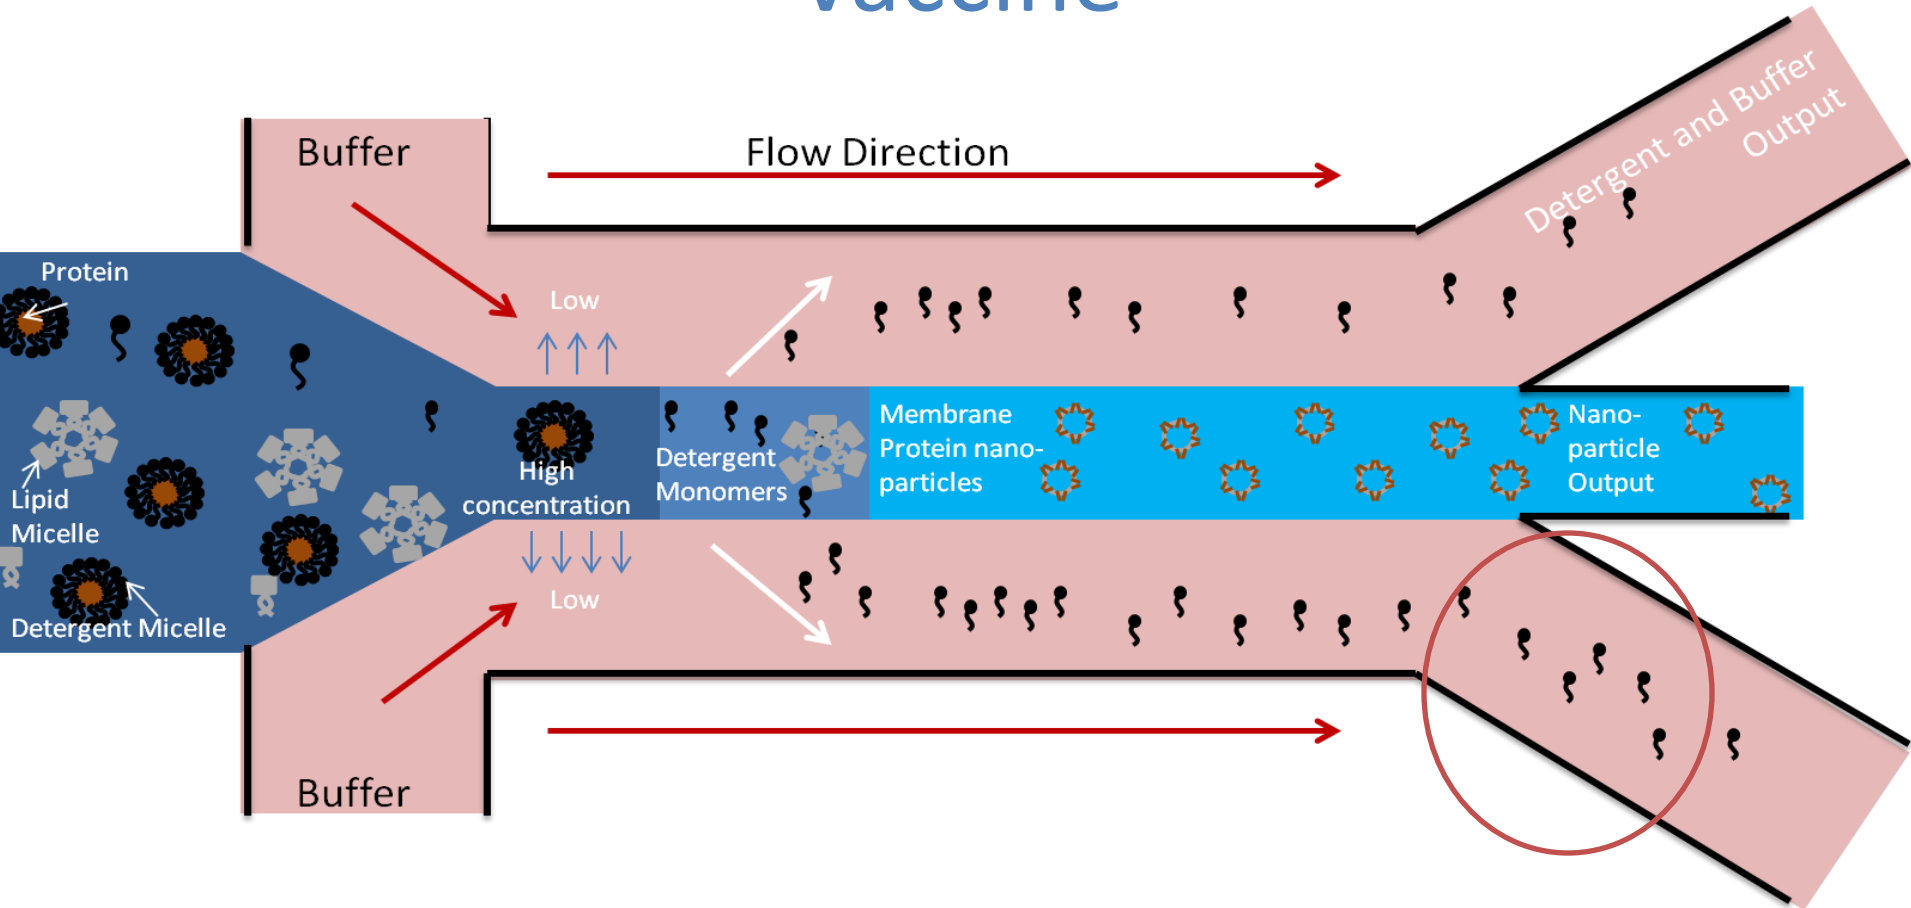 Vaccine
Buffer
Flow Direction
Detergent and Buffer
Output
Protein
Low
Membrane
Protein nano-
particles
Nano-
particle
Output
Detergent
Monomers
High
concentration
Lipid
Micelle
Low
Detergent Micelle
Buffer